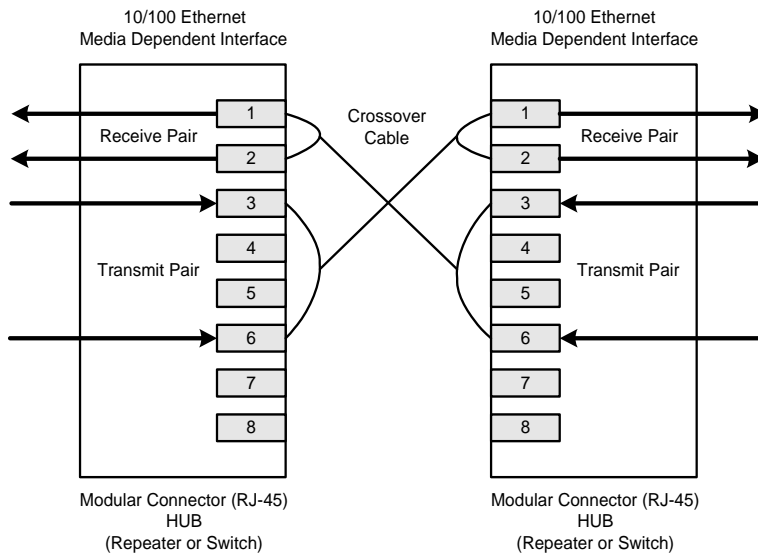 10/100 Ethernet
Media Dependent Interface
10/100 Ethernet
Media Dependent Interface
1
Receive Pair
2
3
4
Transmit Pair
5
6
7
8
Crossover
Cable
1
Receive Pair
2
3
4
Transmit Pair
5
6
7
8
Modular Connector (RJ-45)
HUB
(Repeater or Switch)
Modular Connector (RJ-45)
HUB
(Repeater or Switch)